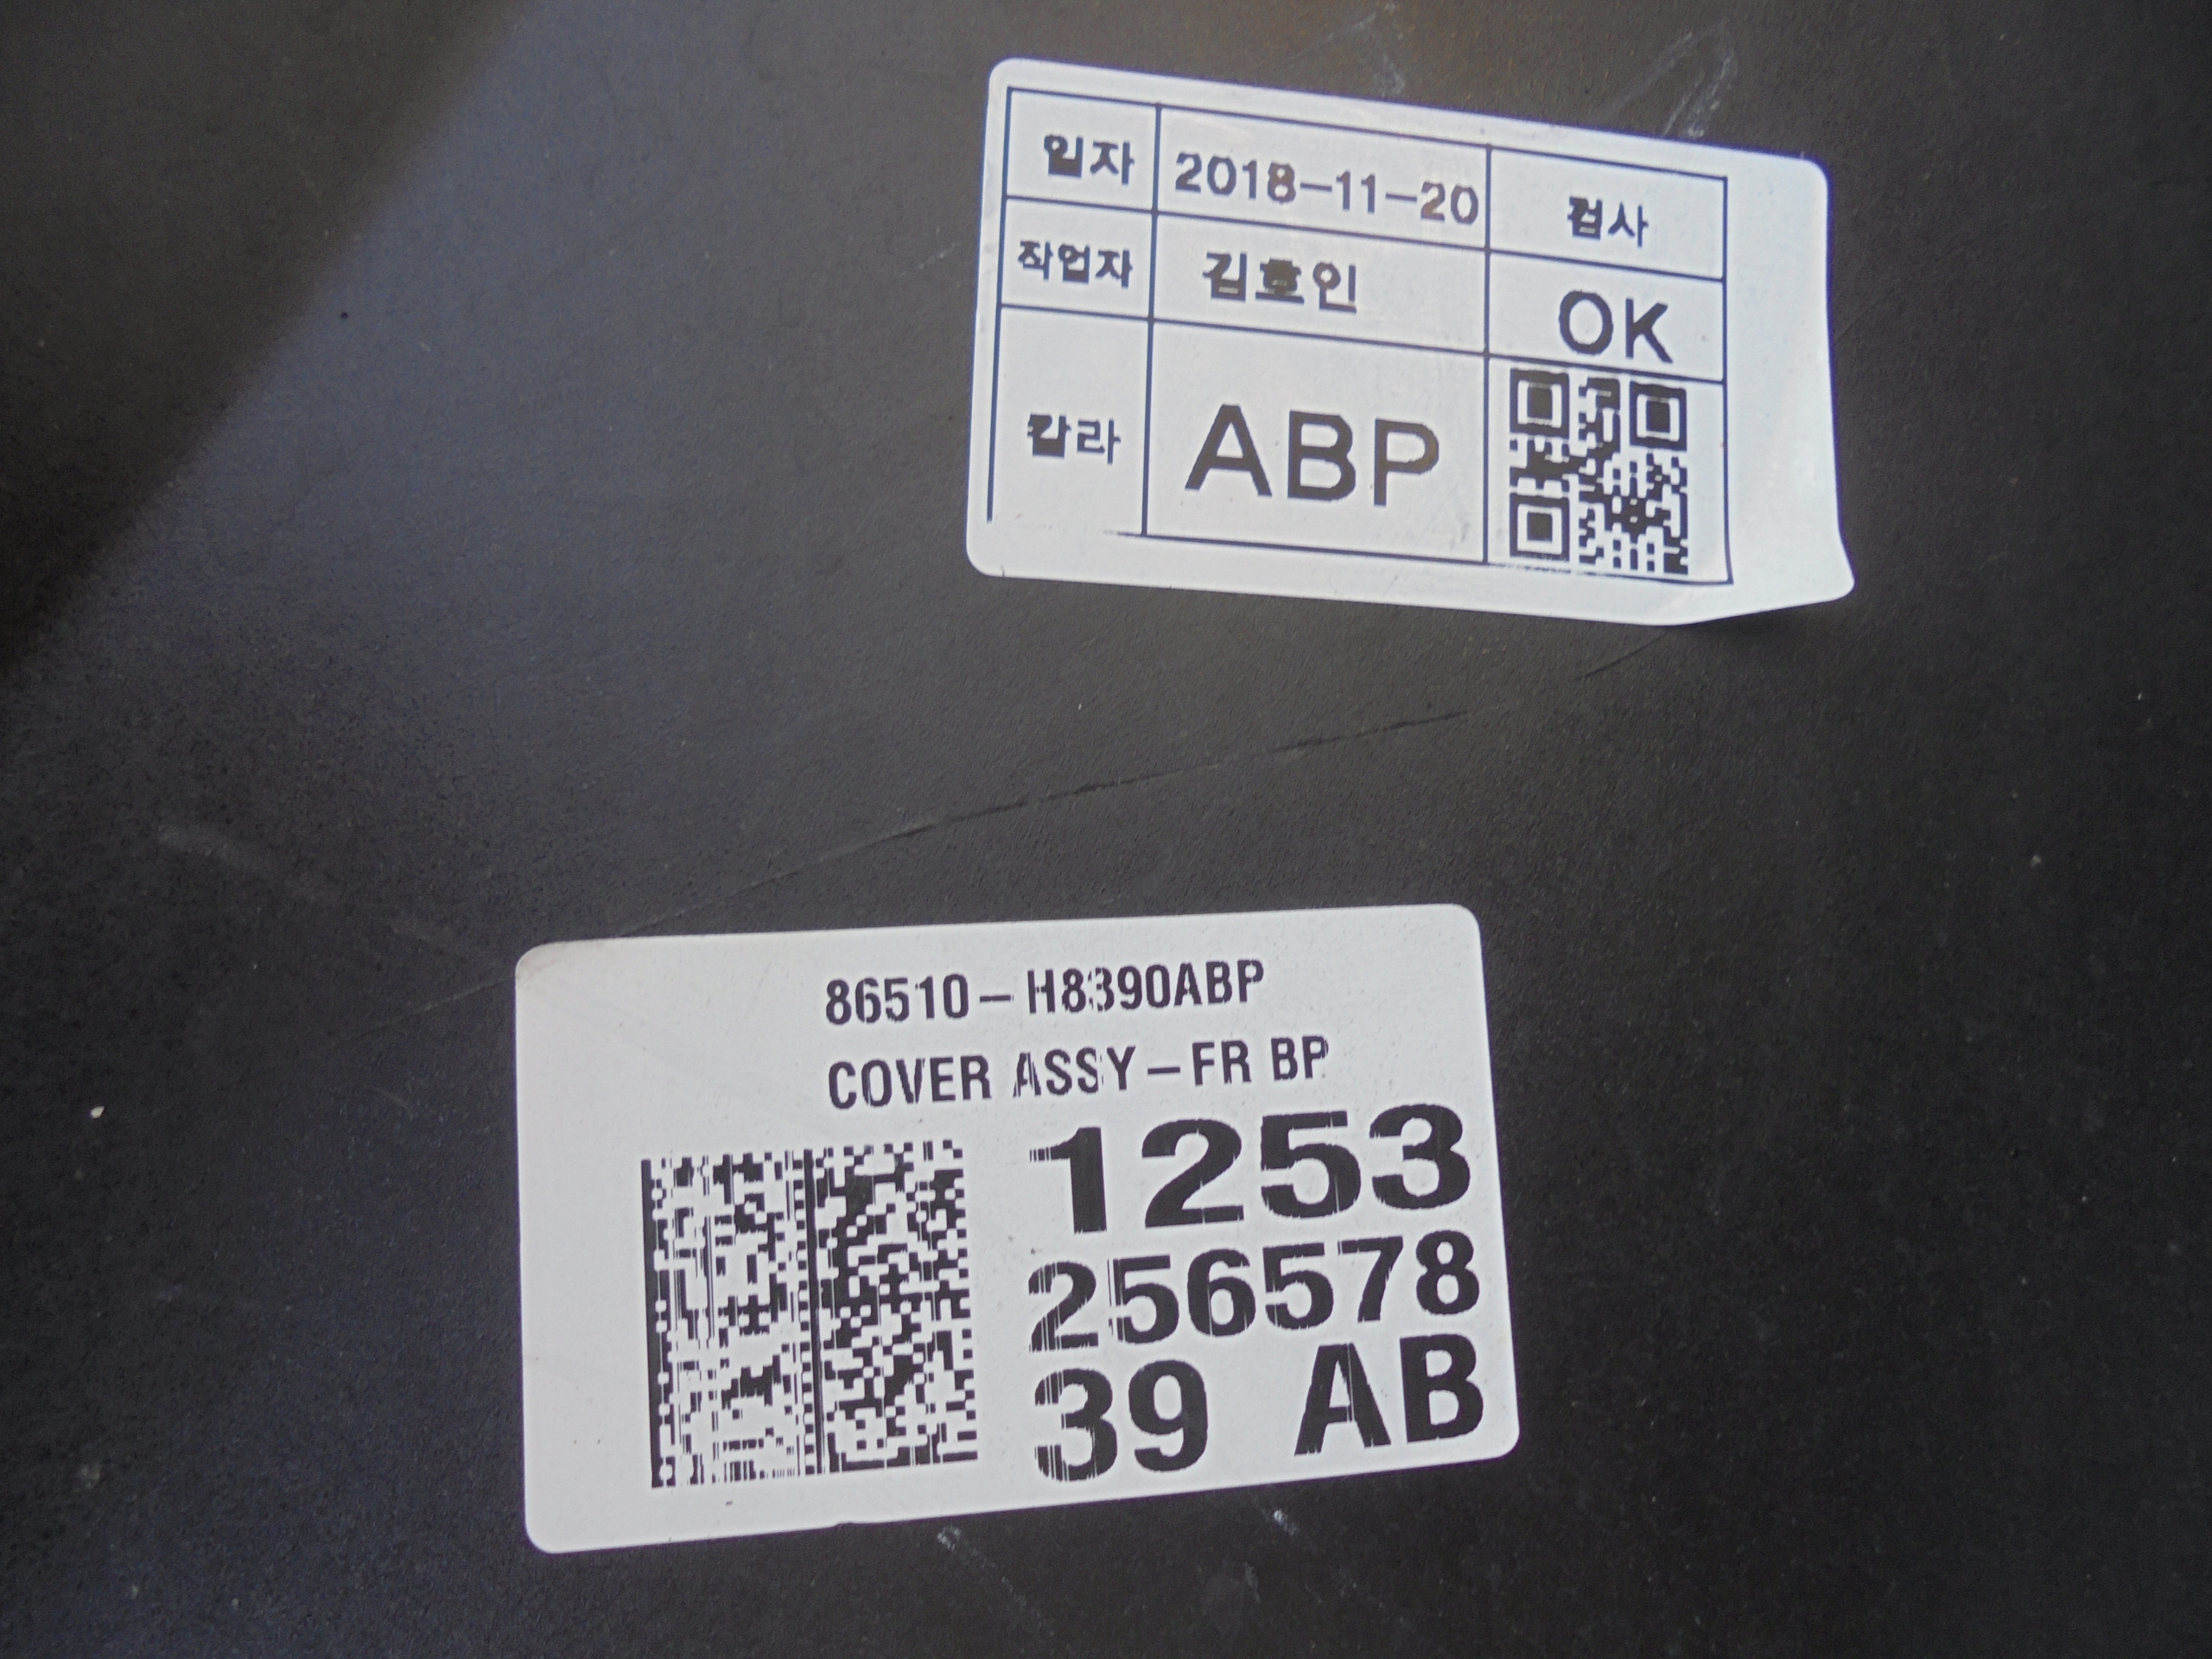 일자 2018-11-20 검사
작업자 김호인 OK
칼라 ABP
86510-H8390ABP
COVER ASSY-FR BP
1253
256578
39 AB